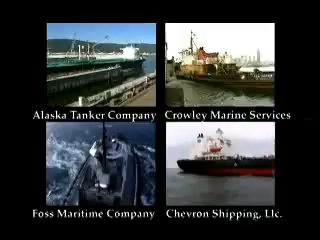 Alaska Tanker Company
Crowley Marine Services
Foss Maritime Company
Chevron Shipping, Llc.